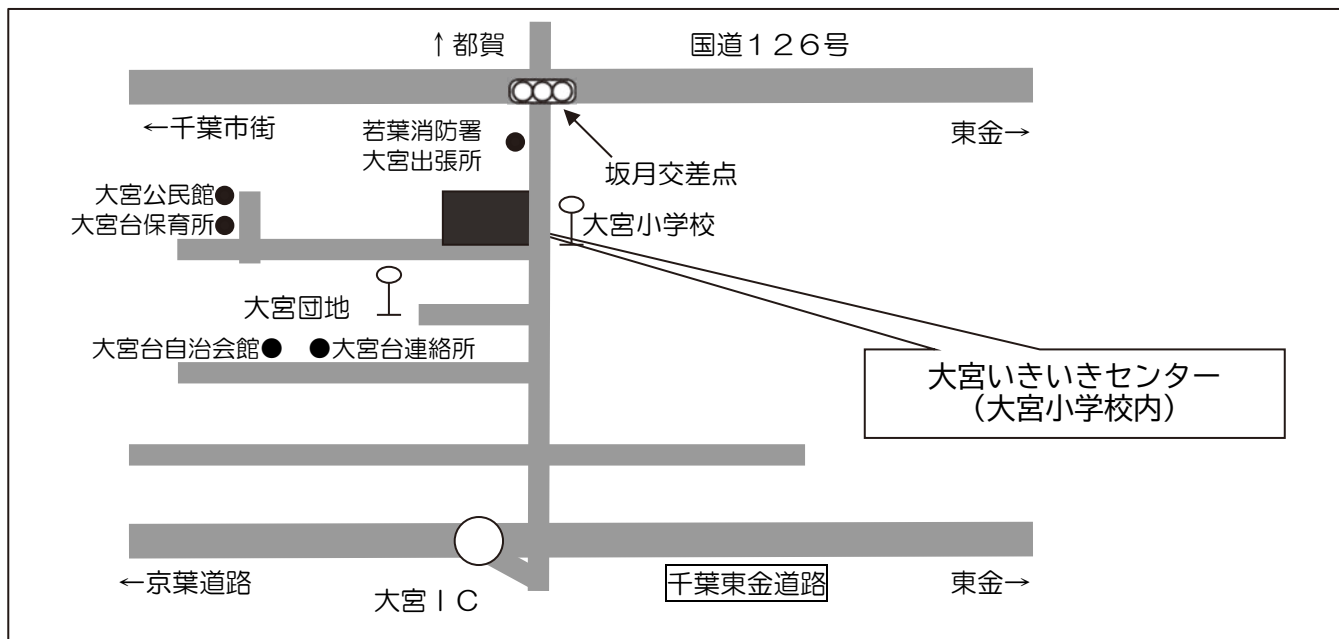 ↑都賀
国道１２６号
←千葉市街
若葉消防署
大宮出張所
坂月交差点
東金→
大宮公民館●
大宮台保育所●
大宮小学校
大宮団地
大宮台自治会館●
●大宮台連絡所
大宮いきいきセンター
（大宮小学校内）
←京葉道路
大宮ＩＣ
千葉東金道路
東金→